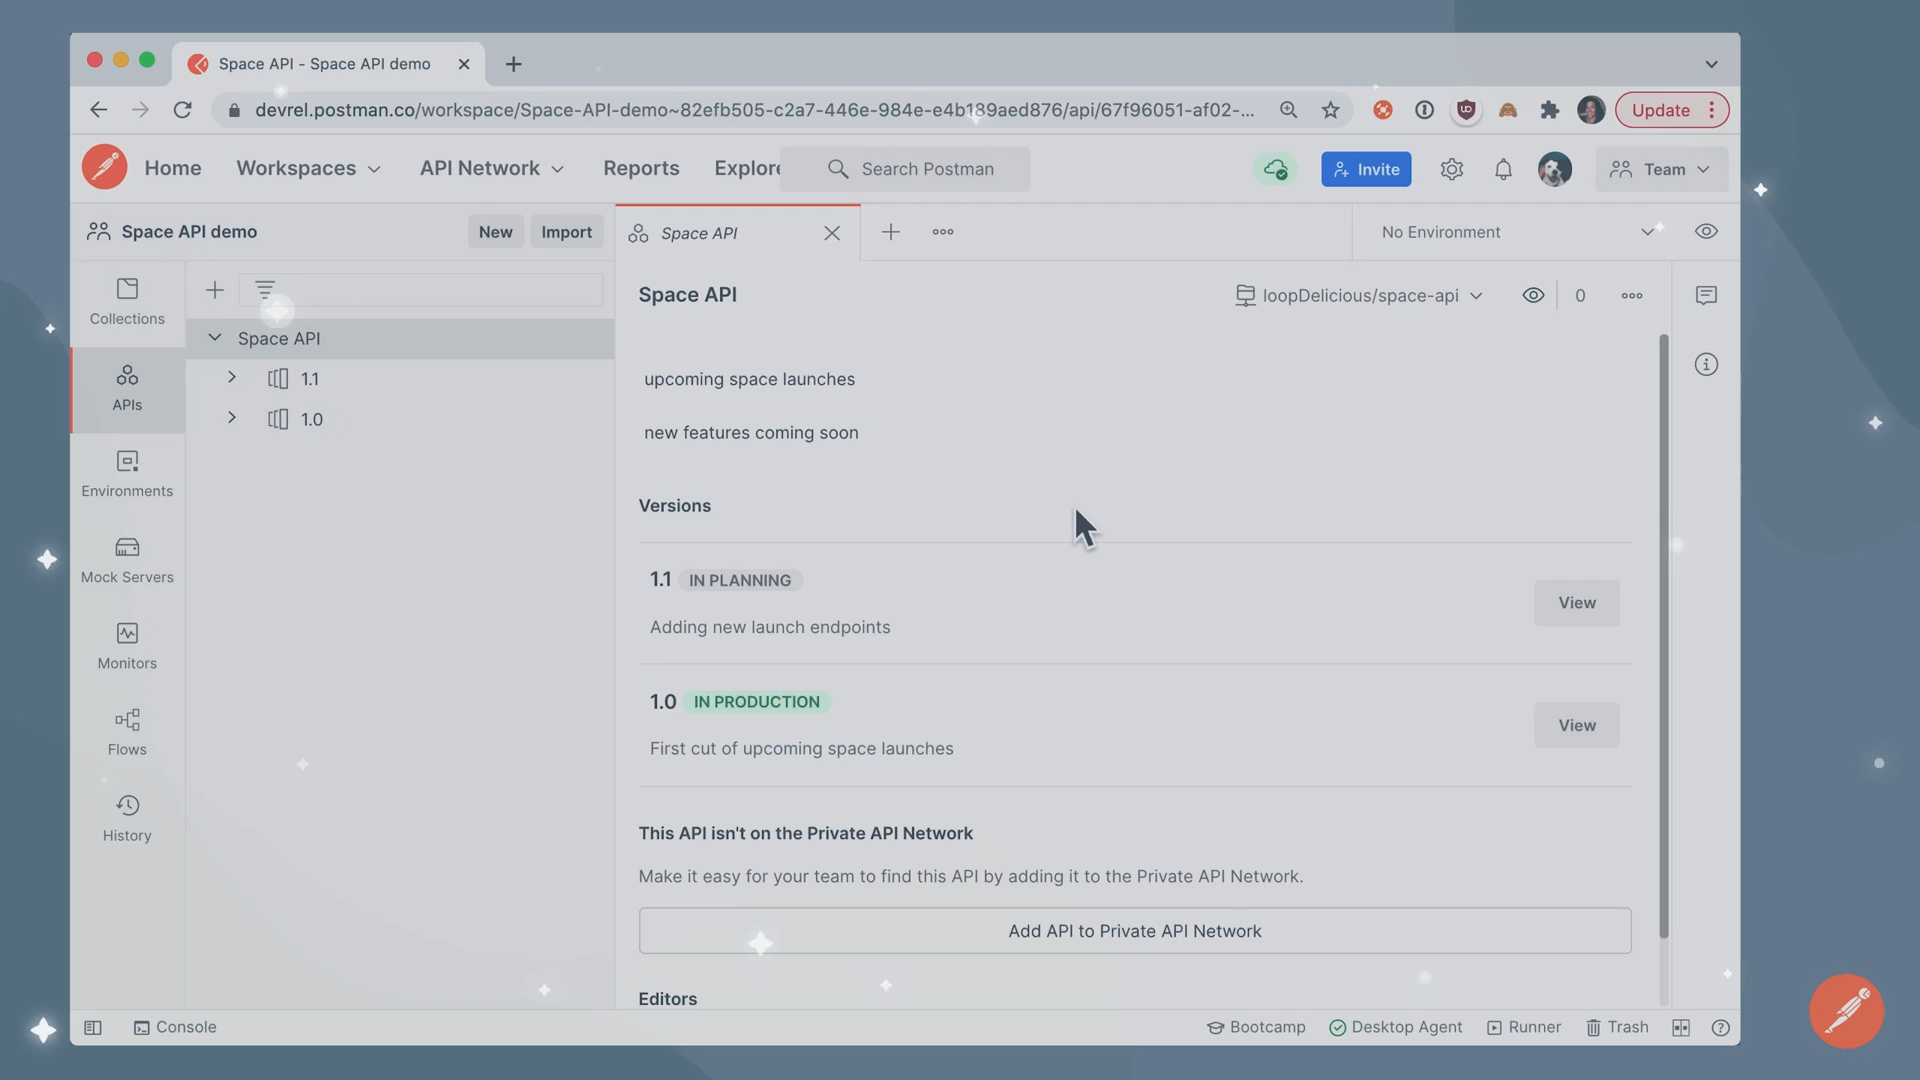 Space API - Space API demo
devrel.postman.co/workspace/Space-API-demo~82efb505-c2a7-446e-984e-e4b189aed876/api/67f96051-af02-...
Update
Home
Workspaces
API Network
Reports
Explore
Search Postman
Invite
Team
Space API demo
New
Import
Space API
No Environment
Collections
APIs
Environments
Mock Servers
Monitors
Flows
History
Space API
1.1
1.0
Space API
loopDelicious/space-api
0
upcoming space launches
new features coming soon
Versions
1.1 IN PLANNING
Adding new launch endpoints
View
1.0 IN PRODUCTION
First cut of upcoming space launches
View
This API isn't on the Private API Network
Make it easy for your team to find this API by adding it to the Private API Network.
Add API to Private API Network
Editors
Console
Bootcamp
Desktop Agent
Runner
Trash